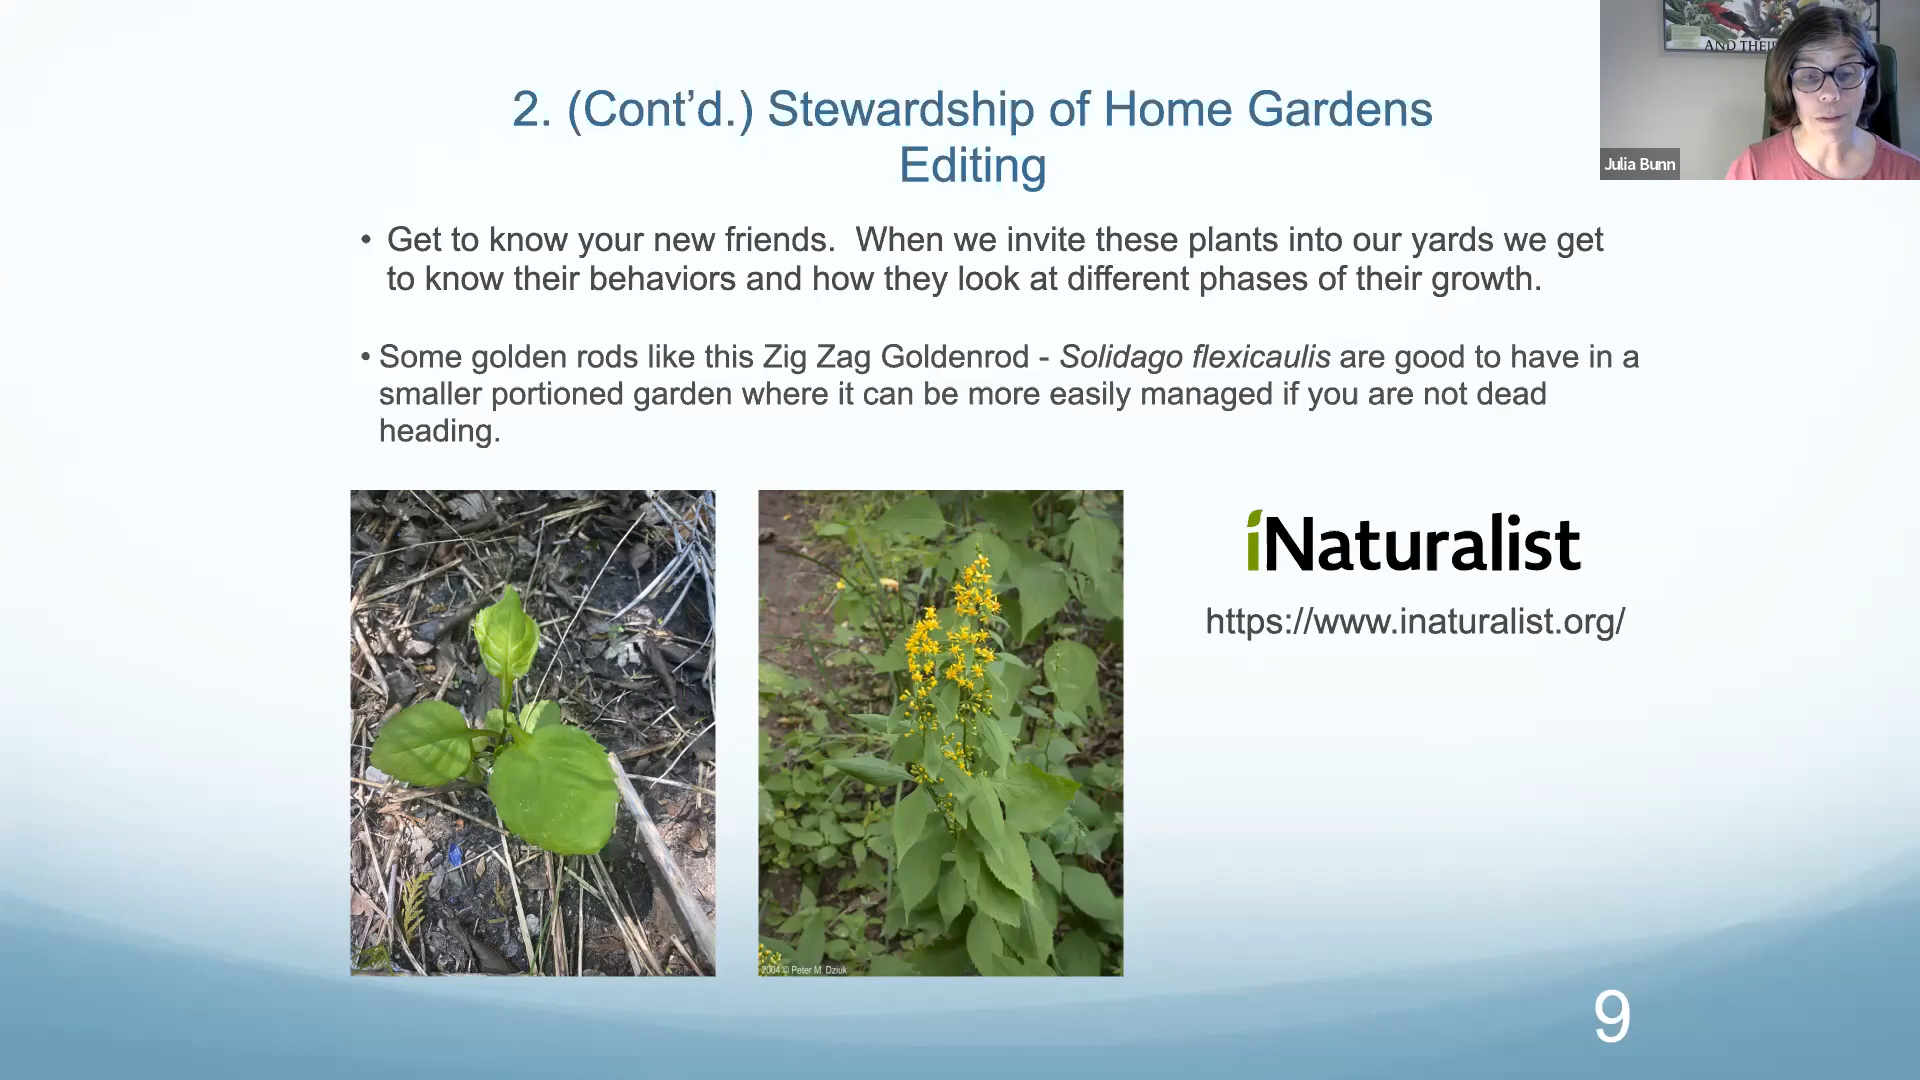 AND THEI
Julia Bunn
2. (Cont’d.) Stewardship of Home Gardens
Editing
• Get to know your new friends.  When we invite these plants into our yards we get
to know their behaviors and how they look at different phases of their growth.
• Some golden rods like this Zig Zag Goldenrod - Solidago flexicaulis are good to have in a
smaller portioned garden where it can be more easily managed if you are not dead
heading.
iNaturalist
https://www.inaturalist.org/
2004 © Peter M. Dziuk
9